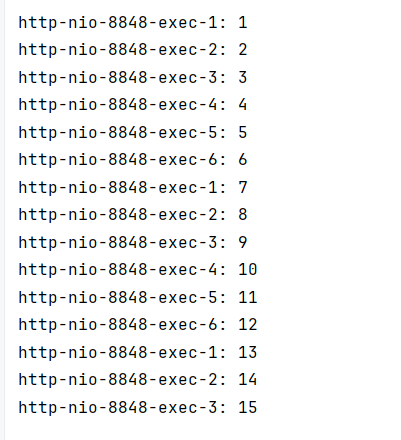 http-nio-8848-exec-1: 1
http-nio-8848-exec-2: 2
http-nio-8848-exec-3: 3
http-nio-8848-exec-4: 4
http-nio-8848-exec-5: 5
http-nio-8848-exec-6: 6
http-nio-8848-exec-1: 7
http-nio-8848-exec-2: 8
http-nio-8848-exec-3: 9
http-nio-8848-exec-4: 10
http-nio-8848-exec-5: 11
http-nio-8848-exec-6: 12
http-nio-8848-exec-1: 13
http-nio-8848-exec-2: 14
http-nio-8848-exec-3: 15